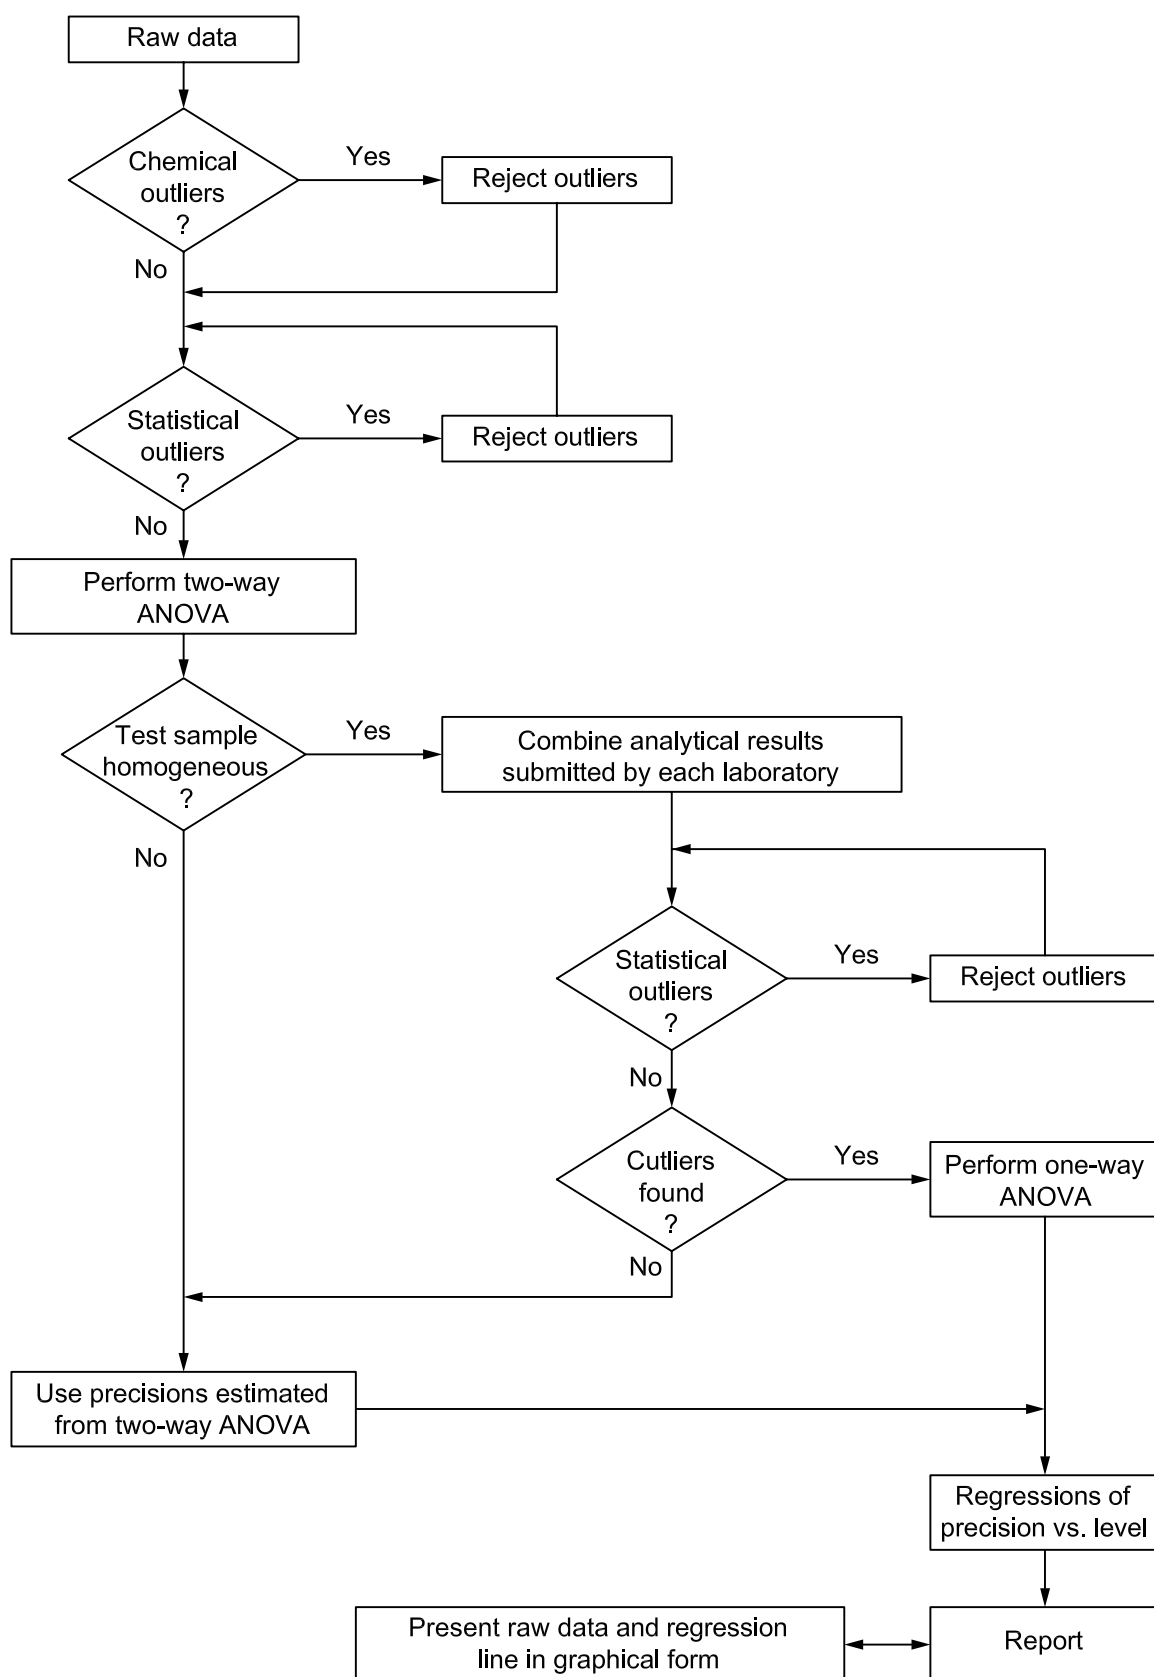 Raw data
Chemical
outliers
?
Yes
Reject outliers
No
Statistical
outliers
?
Yes
Reject outliers
No
Perform two-way
ANOVA
Test sample
homogeneous
?
Yes
Combine analytical results
submitted by each laboratory
No
Statistical
outliers
?
Yes
Reject outliers
No
Cutliers
found
?
Yes
Perform one-way
ANOVA
No
Use precisions estimated
from two-way ANOVA
Regressions of
precision vs. level
Present raw data and regression
line in graphical form
Report